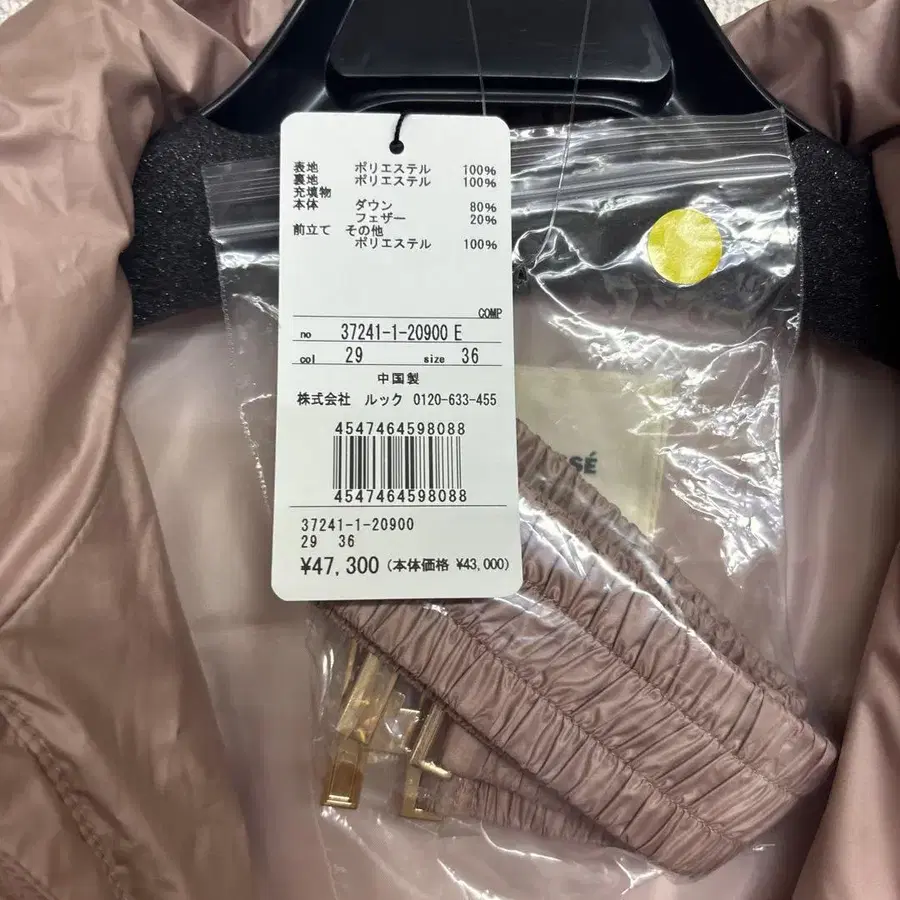 表地 ポリエステル 100%
裏地 ポリエステル 100%
充填物
本体 ダウン 80%
フェザー 20%
前立て その他
ポリエステル 100%
COMP
no 37241-1-20900 E
col 29 size 36
中国製
株式会社 ルック 0120-633-455
4547464598088
4547464598088
37241-1-20900
29 36
¥47,300 (本体価格 ¥43,000)
SÉ